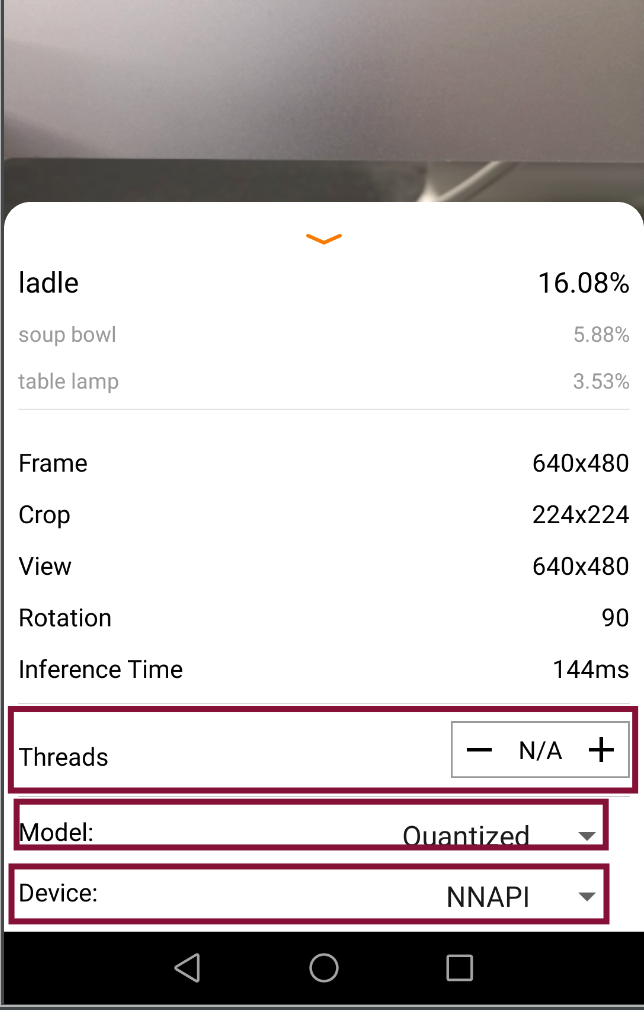 ladle 16.08%
soup bowl 5.88%
table lamp 3.53%
Frame 640x480
Crop 224x224
View 640x480
Rotation 90
Inference Time 144ms
Threads − N/A +
Model: Quantized
Device: NNAPI